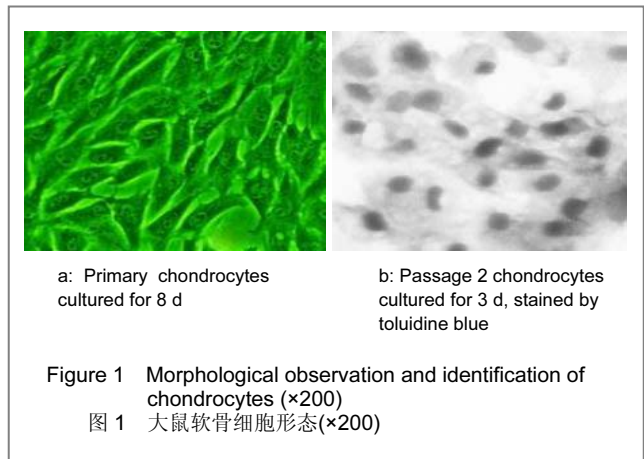 a: Primary chondrocytes
cultured for 8 d
b: Passage 2 chondrocytes
cultured for 3 d, stained by
toluidine blue
Figure 1 Morphological observation and identification of
chondrocytes (×200)
图 1 大鼠软骨细胞形态(×200)